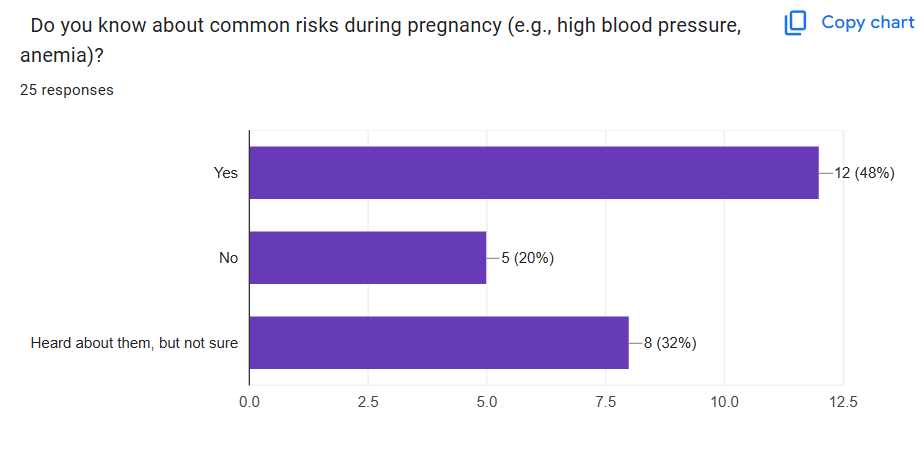 Do you know about common risks during pregnancy (e.g., high blood pressure,
anemia)?
Copy chart
25 responses
Yes
12 (48%)
No
5 (20%)
Heard about them, but not sure
8 (32%)
0.0
2.5
5.0
7.5
10.0
12.5